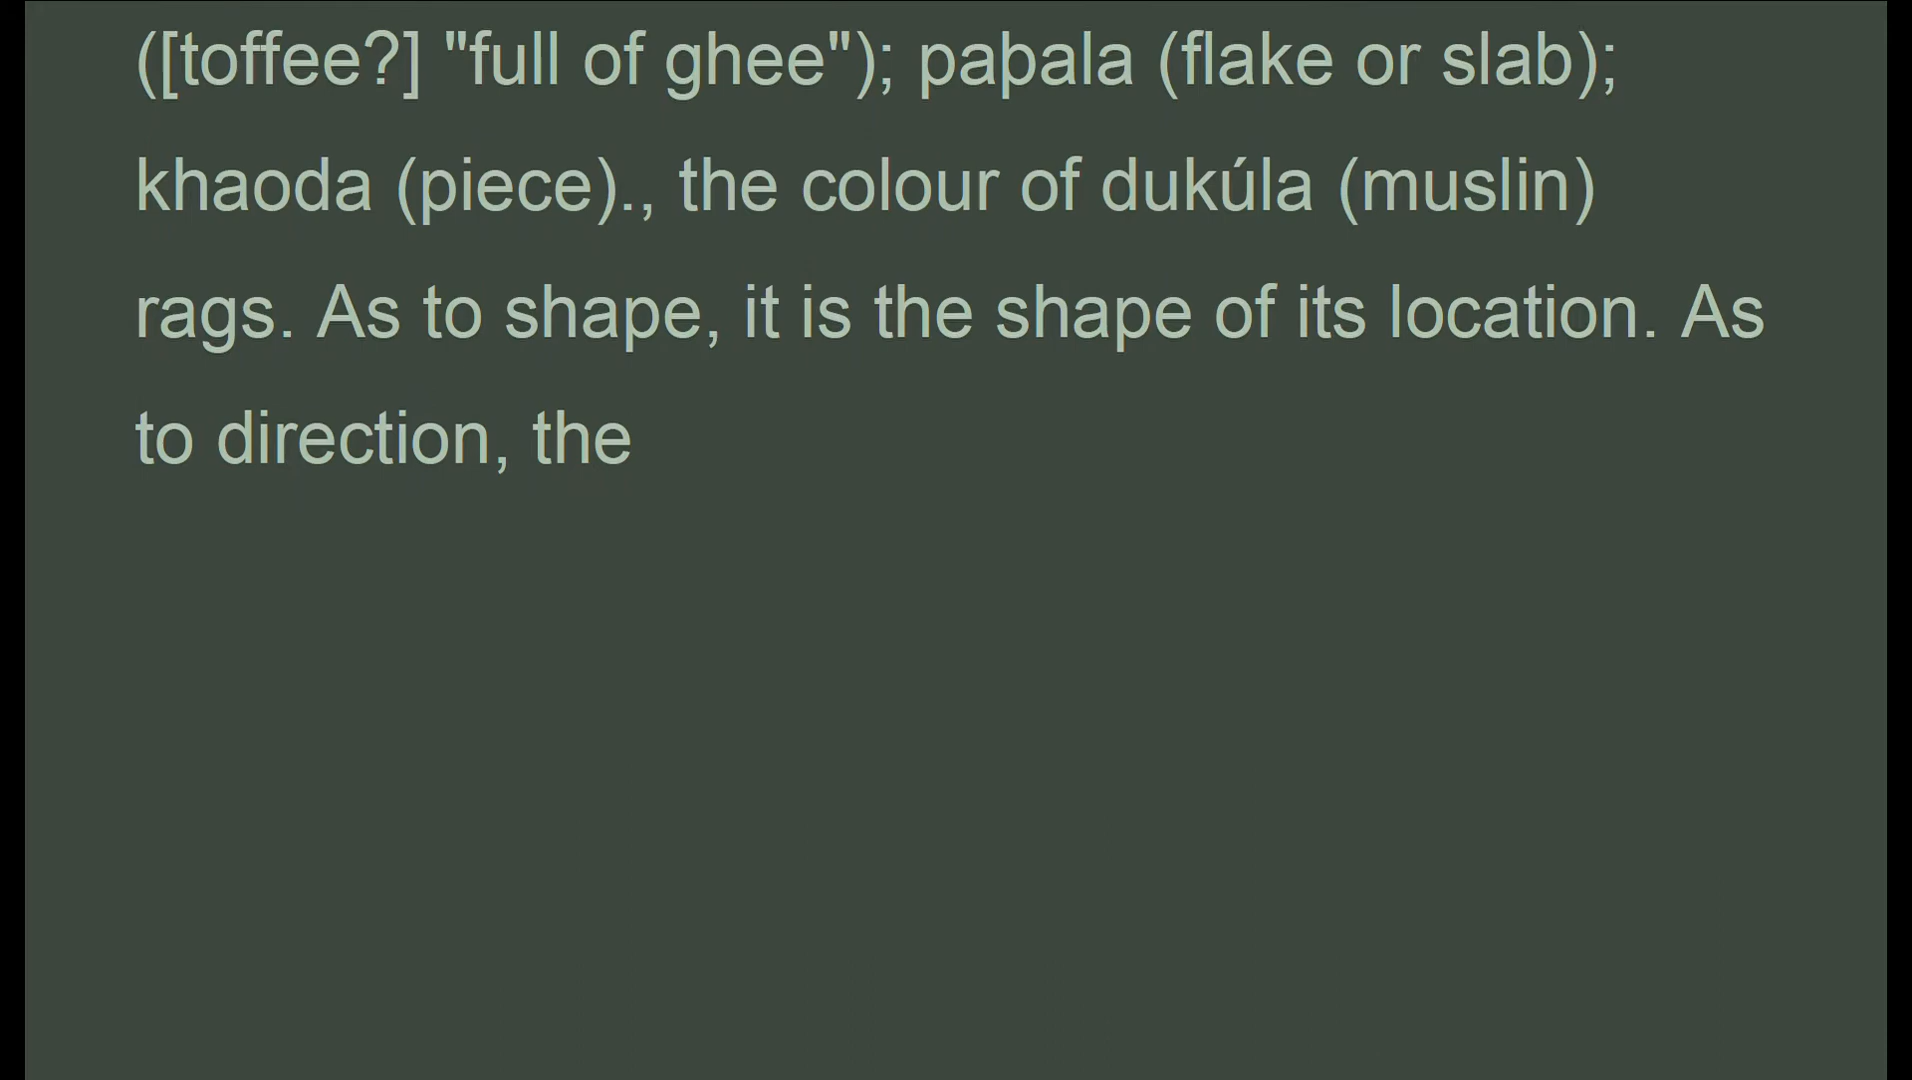 ([toffee?] "full of ghee"); paþala (flake or slab);
khaoda (piece)., the colour of dukúla (muslin)
rags. As to shape, it is the shape of its location. As
to direction, the